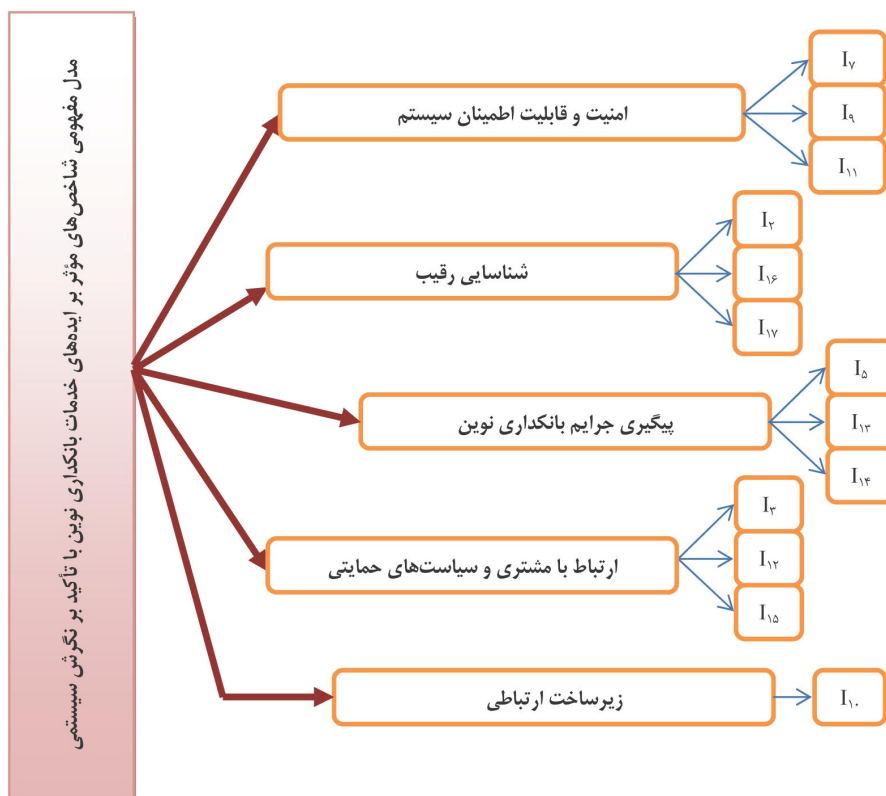 مدل مفهومی شاخص‌های مؤثر بر ایده‌های خدمات بانکداری نوین با تأکید بر نگرش سیستمی
امنیت و قابلیت اطمینان سیستم
I۷
I۹
I۱۱
شناسایی رقیب
I۲
I۱۶
I۱۷
پیگیری جرایم بانکداری نوین
I۵
I۱۳
I۱۴
ارتباط با مشتری و سیاست‌های حمایتی
I۳
I۱۲
I۱۵
زیرساخت ارتباطی
I۱۰